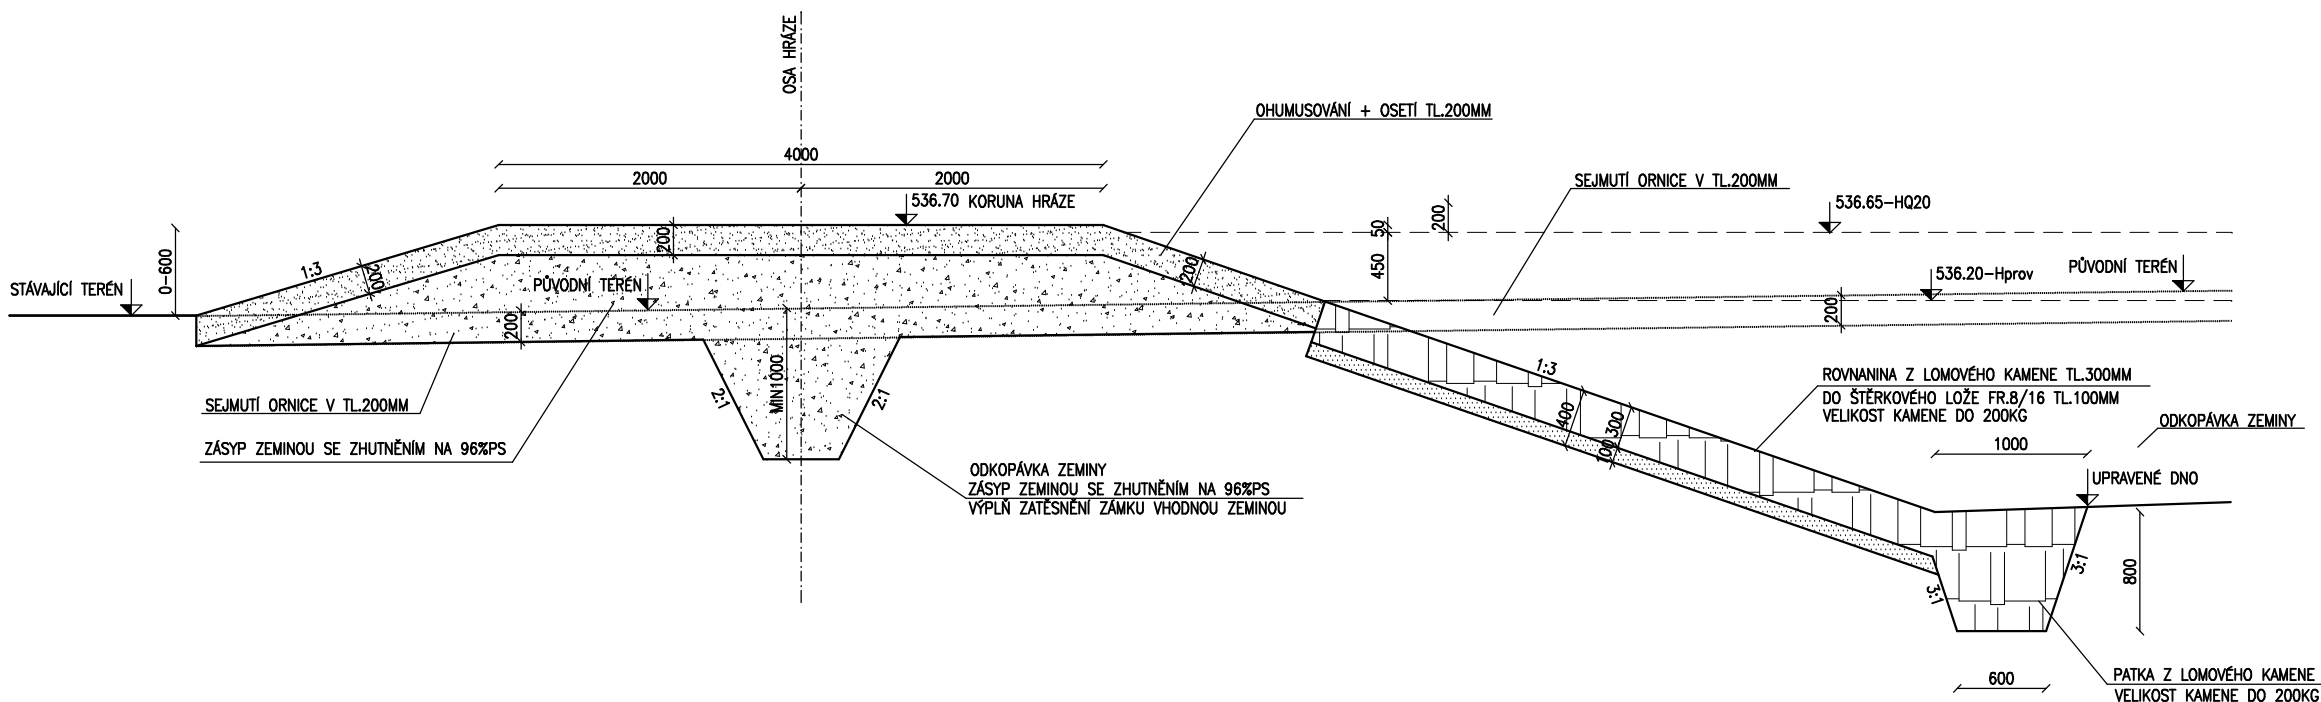 OSA HRÁZE
OHUMUSOVÁNÍ + OSETÍ TL.200MM
4000
2000
2000
SEJMUTÍ ORNICE V TL.200MM
536.70 KORUNA HRÁZE
536.65-HQ20
200
50
450
0-600
1:3
200
200
200
STÁVAJÍCÍ TERÉN
PŮVODNÍ TERÉN
536.20-Hprov
PŮVODNÍ TERÉN
200
200
MIN1000
2:1
2:1
1:3
SEJMUTÍ ORNICE V TL.200MM
ZÁSYP ZEMINOU SE ZHUTNĚNÍM NA 96%PS
ROVNANINA Z LOMOVÉHO KAMENE TL.300MM
DO ŠTĚRKOVÉHO LOŽE FR.8/16 TL.100MM
VELIKOST KAMENE DO 200KG
400
300
100
ODKOPÁVKA ZEMINY
1000
UPRAVENÉ DNO
ODKOPÁVKA ZEMINY
ZÁSYP ZEMINOU SE ZHUTNĚNÍM NA 96%PS
VÝPLŇ ZATĚSNĚNÍ ZÁMKU VHODNOU ZEMINOU
3:1
3:1
800
600
PATKA Z LOMOVÉHO KAMENE
VELIKOST KAMENE DO 200KG